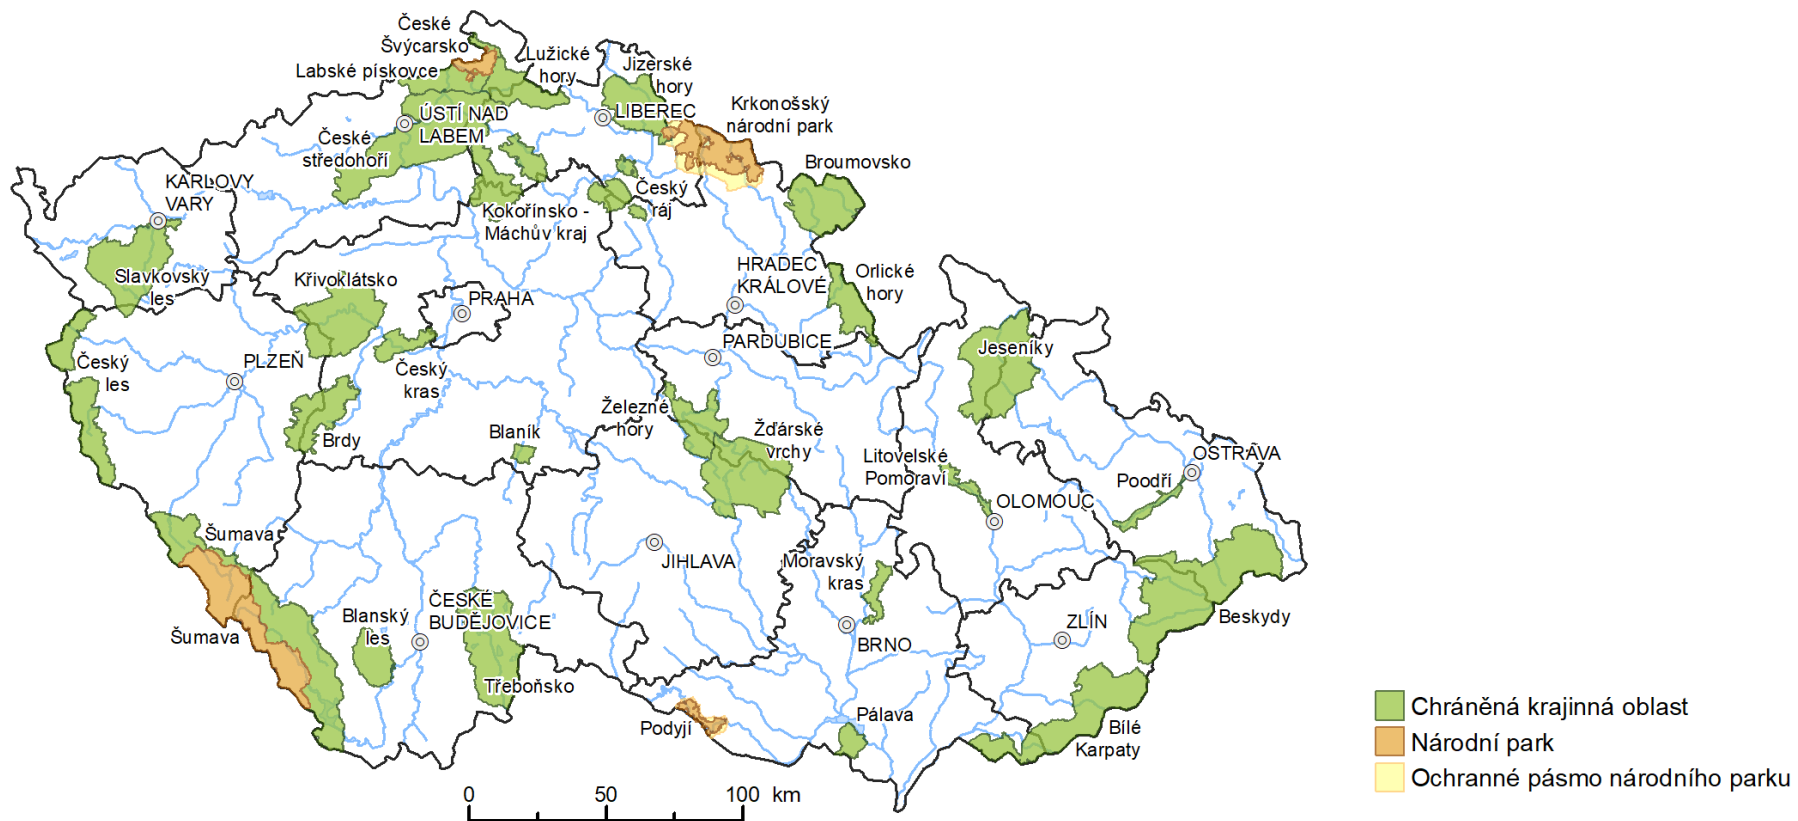 České
Švýcarsko
Labské pískovce
Lužické
hory
Jizerské
hory
Krkonošský
národní park
ÚSTÍ NAD
LABEM
LIBEREC
České
středohoří
Broumovsko
KARLOVY
VARY
Český
ráj
Kokořínsko -
Máchův kraj
Slavkovský
les
Křivoklátsko
PRAHA
HRADEC
KRÁLOVÉ
Orlické
hory
PARDUBICE
Jeseníky
Český
les
PLZEŇ
Český
kras
Železné
hory
Brdy
Blaník
Žďárské
vrchy
Litovelské
Pomoraví
OSTRAVA
Poodří
OLOMOUC
Šumava
JIHLAVA
Moravský
kras
Šumava
Blanský
les
ČESKÉ
BUDĚJOVICE
BRNO
ZLÍN
Beskydy
Třeboňsko
Podyjí
Pálava
Bílé
Karpaty
Chráněná krajinná oblast
Národní park
Ochranné pásmo národního parku
0 50 100 km